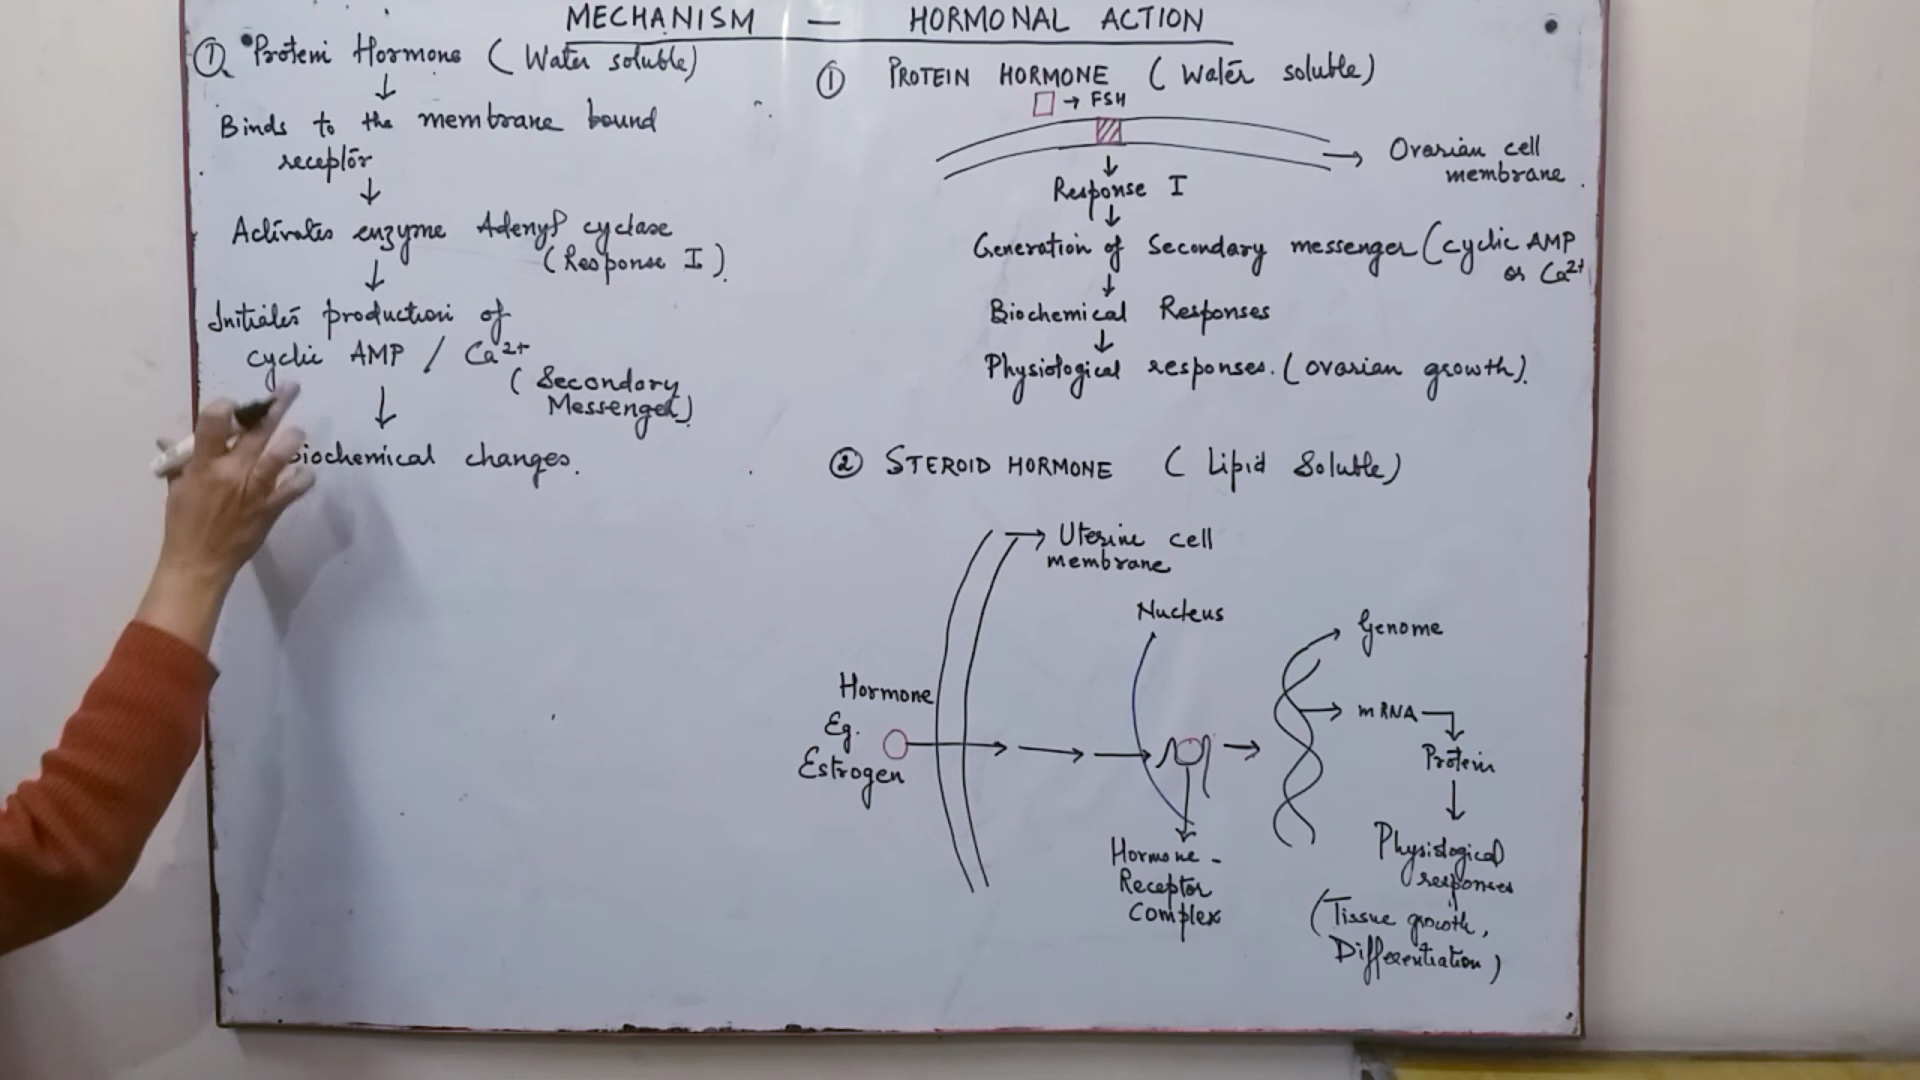 MECHANISM — HORMONAL ACTION
① Protein Hormone (Water soluble)
↓
Binds to the membrane bound
receptor
↓
Activates enzyme Adenyl cyclase
(Response I).
↓
Initiates production of
cyclic AMP / Ca2+
(Secondary
Messenger)
↓
Biochemical changes.
① PROTEIN HORMONE (Water soluble)
→ FSH
→ Ovarian cell
membrane
↓
Response I
↓
Generation of Secondary messenger (cyclic AMP
or Ca2+
↓
Biochemical Responses
↓
Physiological responses. (ovarian growth).
② STEROID HORMONE (Lipid Soluble)
→ Uterine cell
membrane
Nucleus
Genome
Hormone
Eg.
Estrogen
mRNA
Protein
↓
Physiological
responses
(Tissue growth,
Differentiation)
Hormone -
Receptor
Complex